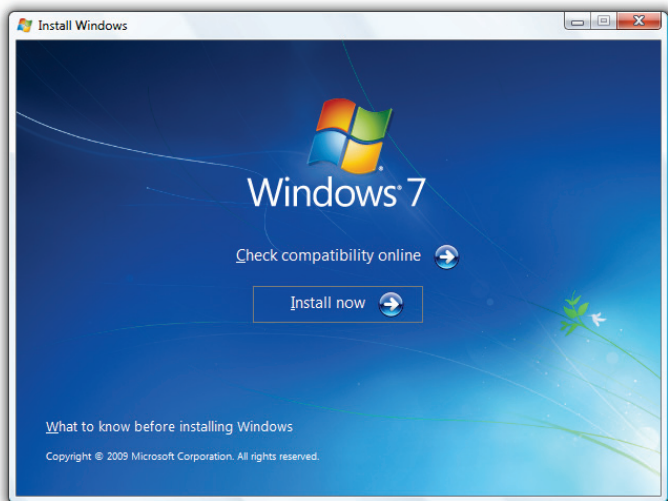 Install Windows
Windows® 7
Check compatibility online
Install now
What to know before installing Windows
Copyright © 2009 Microsoft Corporation. All rights reserved.